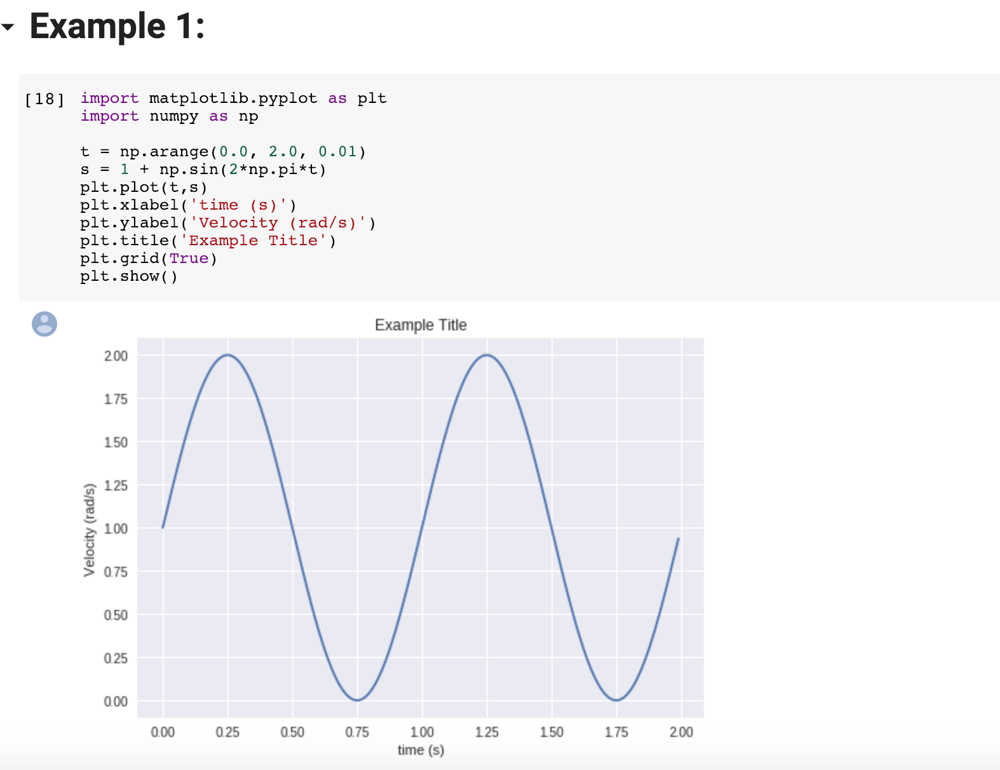 Example 1:
[18] import matplotlib.pyplot as plt
import numpy as np
t = np.arange(0.0, 2.0, 0.01)
s = 1 + np.sin(2*np.pi*t)
plt.plot(t,s)
plt.xlabel('time (s)')
plt.ylabel('Velocity (rad/s)')
plt.title('Example Title')
plt.grid(True)
plt.show()
Example Title
2.00
1.75
1.50
1.25
1.00
0.75
0.50
0.25
0.00
Velocity (rad/s)
0.00 0.25 0.50 0.75 1.00 1.25 1.50 1.75 2.00
time (s)